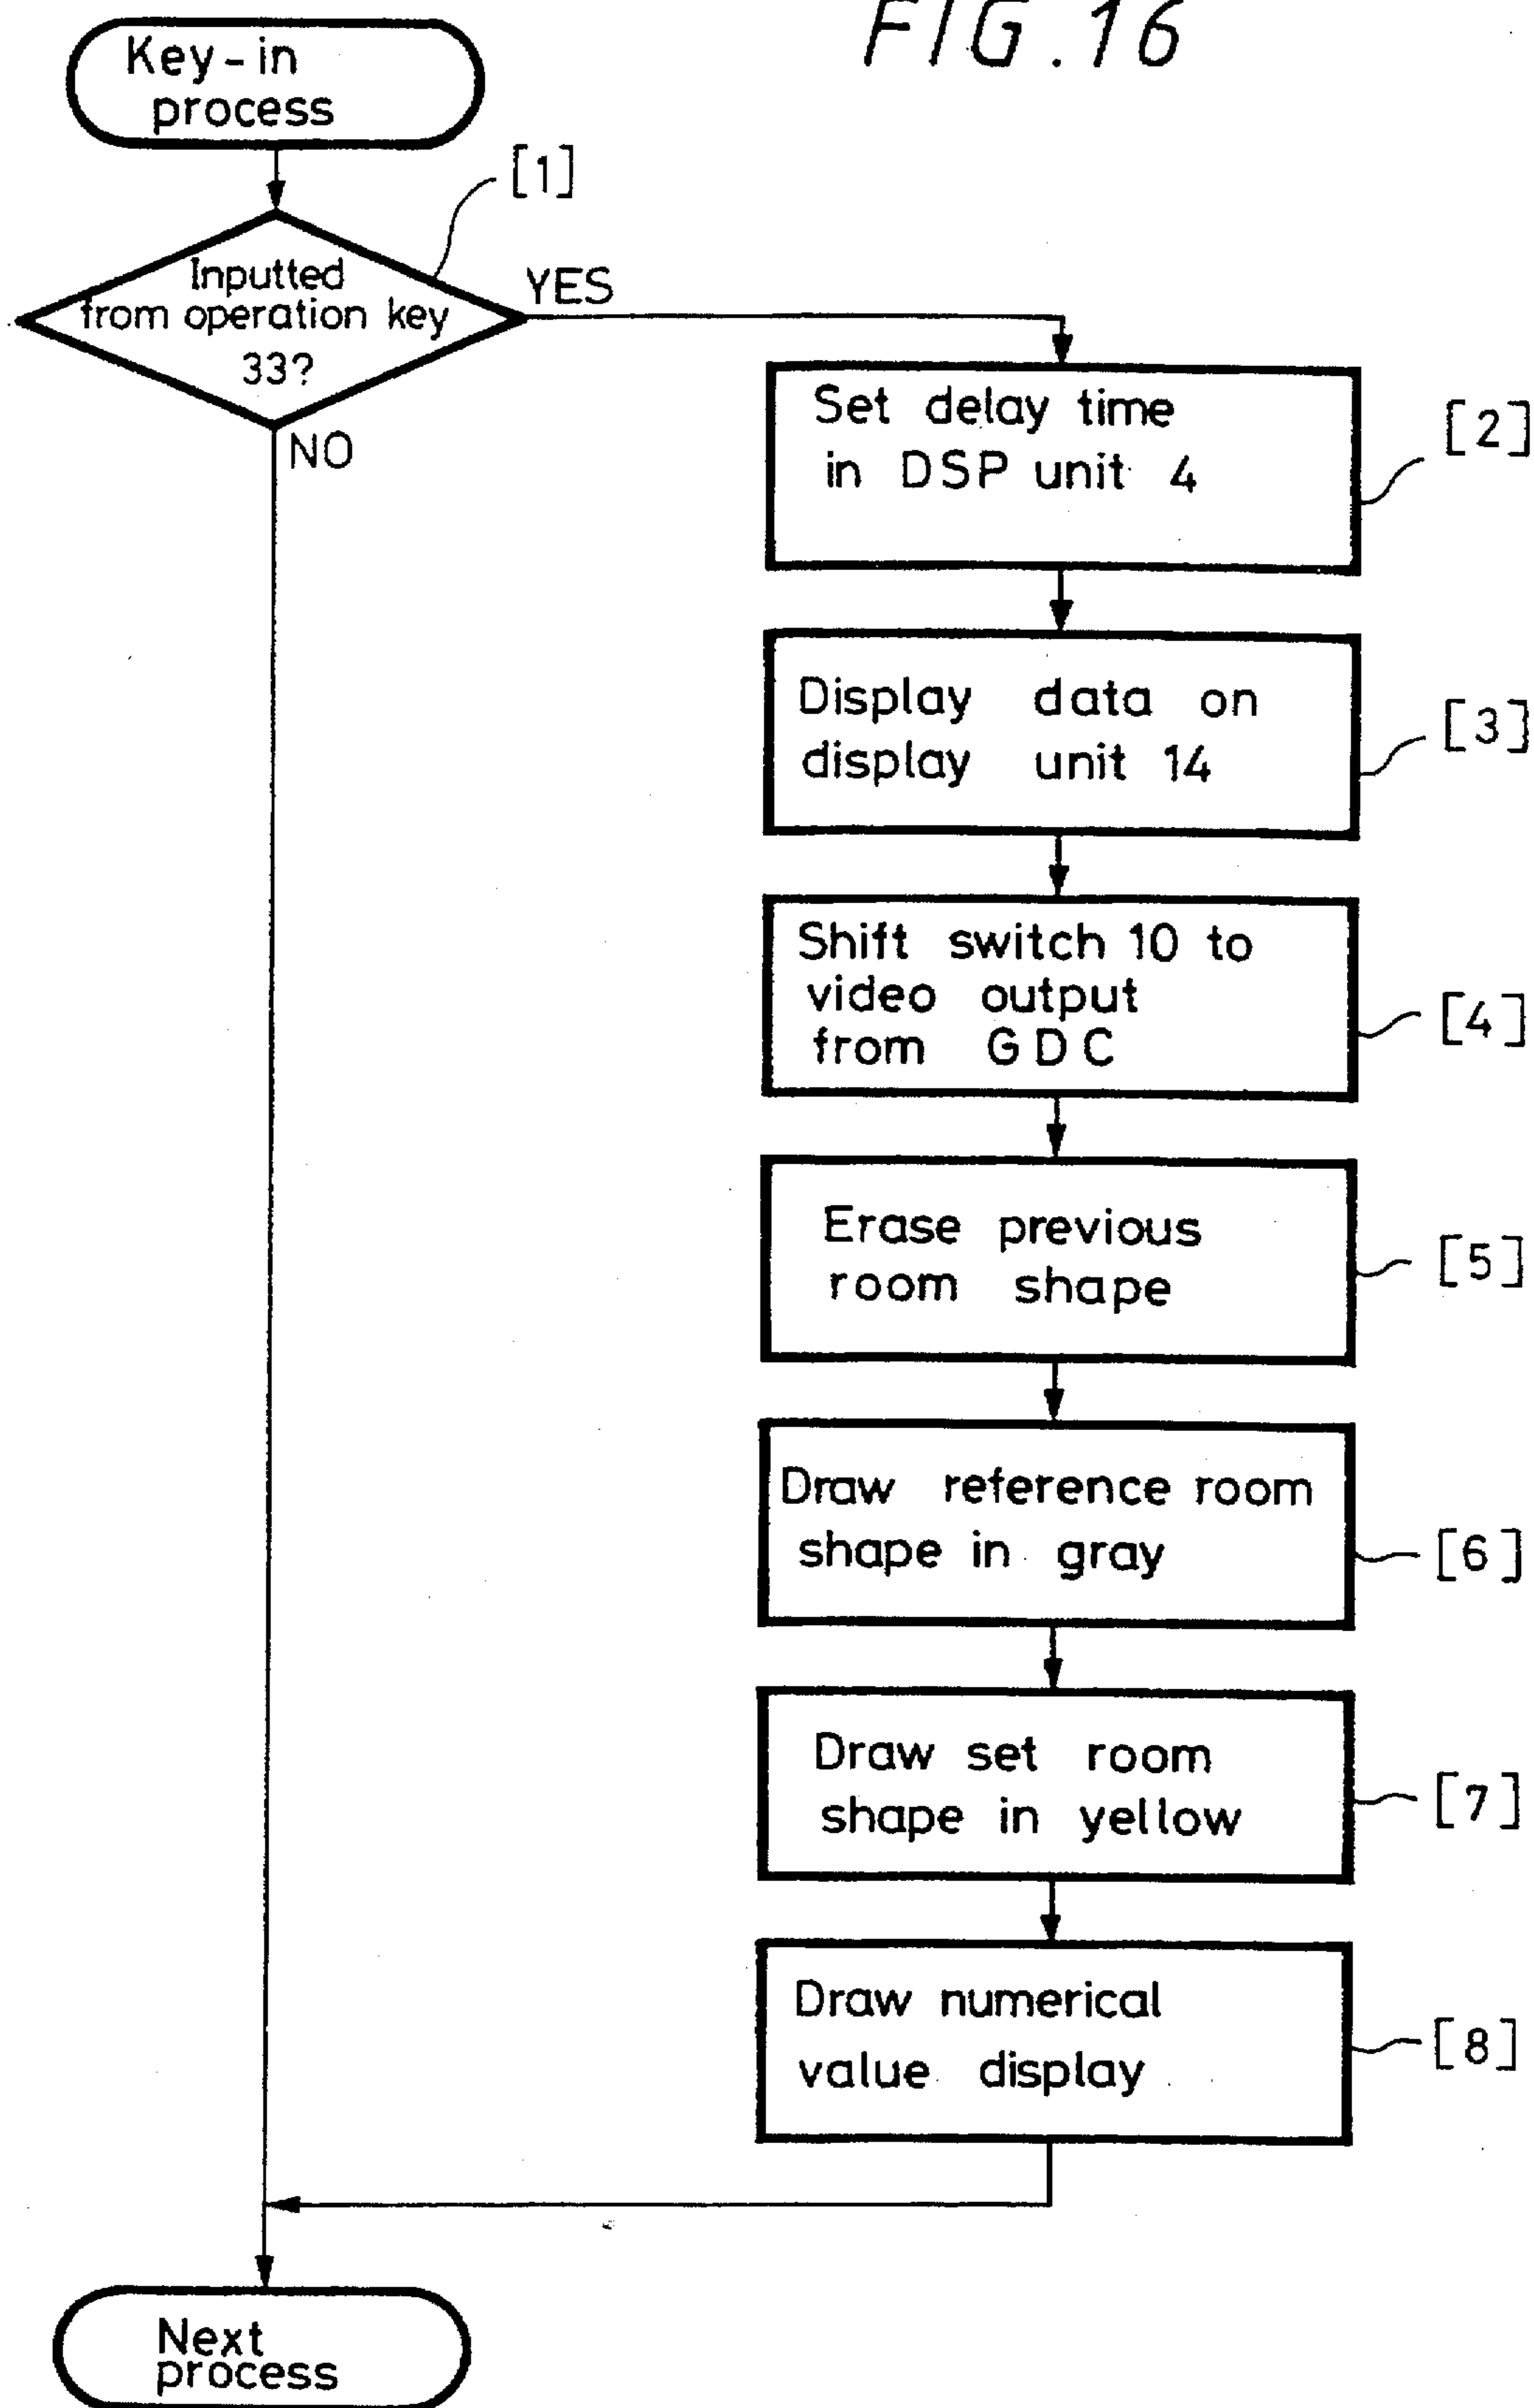 FIG.16
Key-in
process
[1]
Inputted
from operation key
33?
YES
NO
Set delay time
in DSP unit 4
[2]
Display data on
display unit 14
[3]
Shift switch 10 to
video output
from GDC
[4]
Erase previous
room shape
[5]
Draw reference room
shape in gray
[6]
Draw set room
shape in yellow
[7]
Draw numerical
value display
[8]
Next
process